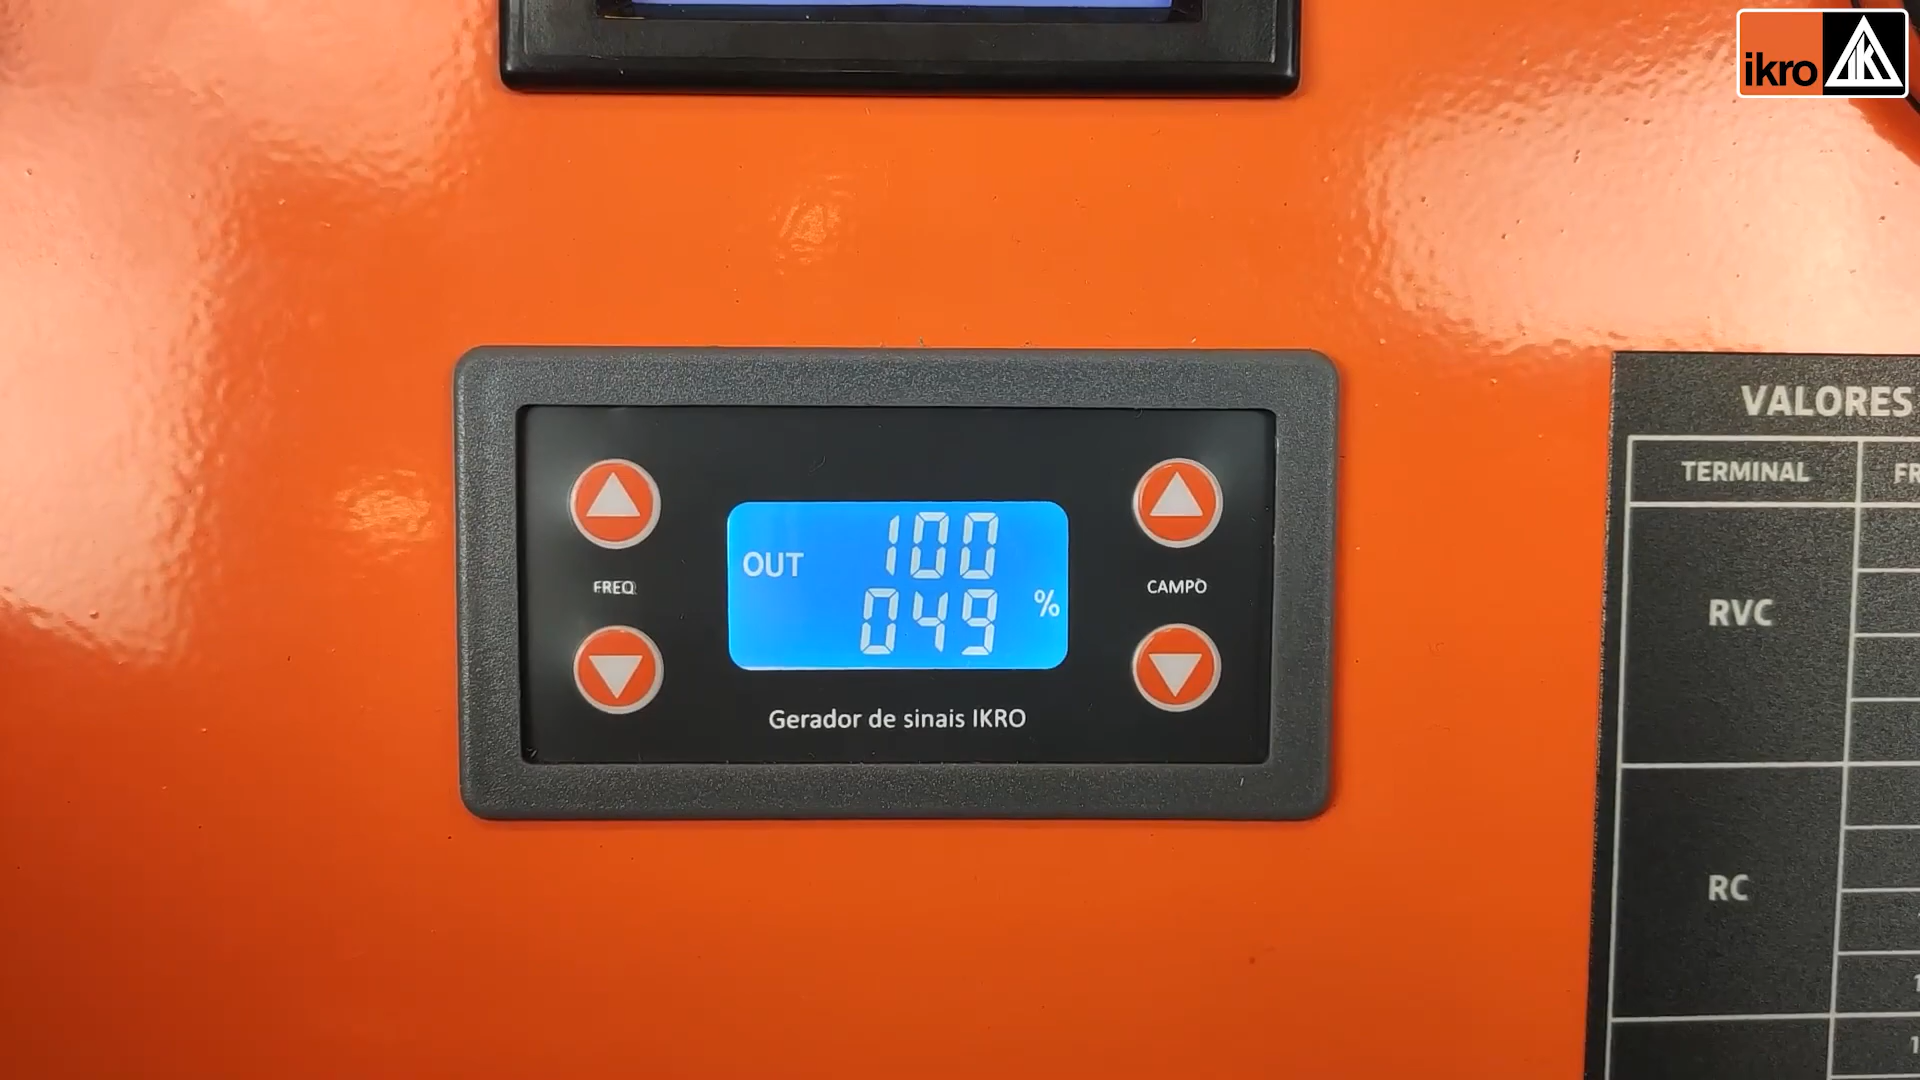 ikro
VALORES
TERMINAL
RVC
RC
FREQ
OUT
100
049 %
CAMPO
Gerador de sinais IKRO